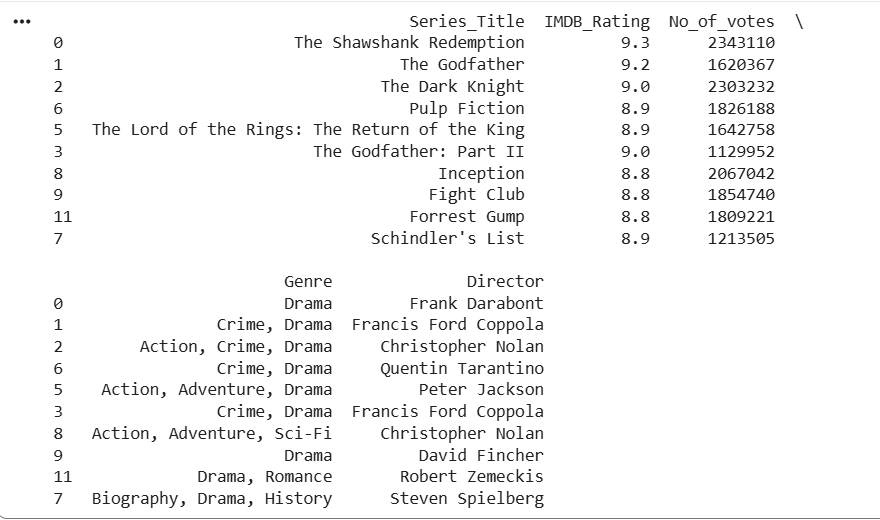 ••• Series_Title IMDB_Rating No_of_votes \
0 The Shawshank Redemption 9.3 2343110
1 The Godfather 9.2 1620367
2 The Dark Knight 9.0 2303232
6 Pulp Fiction 8.9 1826188
5 The Lord of the Rings: The Return of the King 8.9 1642758
3 The Godfather: Part II 9.0 1129952
8 Inception 8.8 2067042
9 Fight Club 8.8 1854740
11 Forrest Gump 8.8 1809221
7 Schindler's List 8.9 1213505
Genre Director
0 Drama Frank Darabont
1 Crime, Drama Francis Ford Coppola
2 Action, Crime, Drama Christopher Nolan
6 Crime, Drama Quentin Tarantino
5 Action, Adventure, Drama Peter Jackson
3 Crime, Drama Francis Ford Coppola
8 Action, Adventure, Sci-Fi Christopher Nolan
9 Drama David Fincher
11 Drama, Romance Robert Zemeckis
7 Biography, Drama, History Steven Spielberg